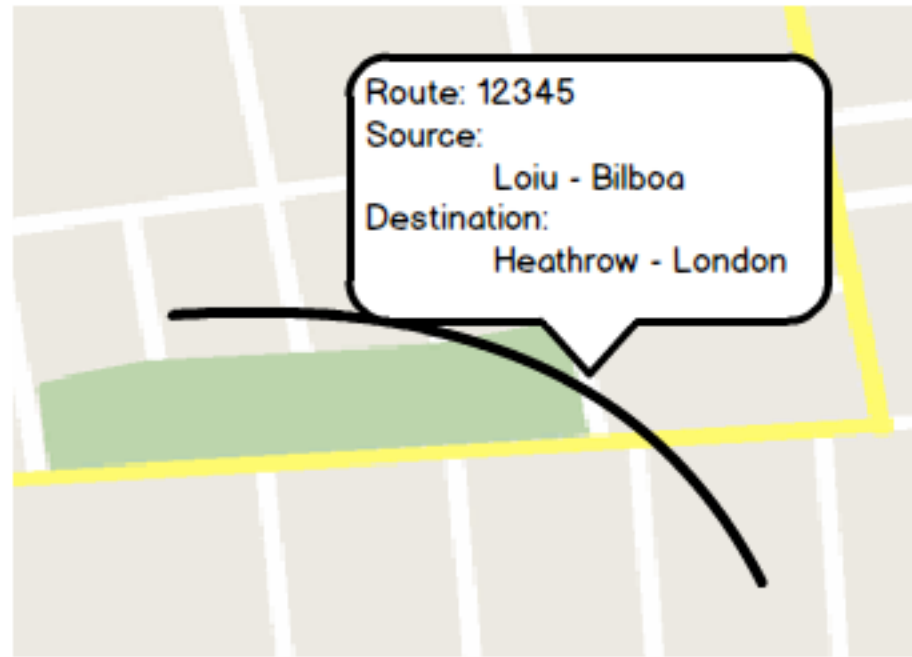 Route: 12345
Source:
Loiu - Bilboa
Destination:
Heathrow - London